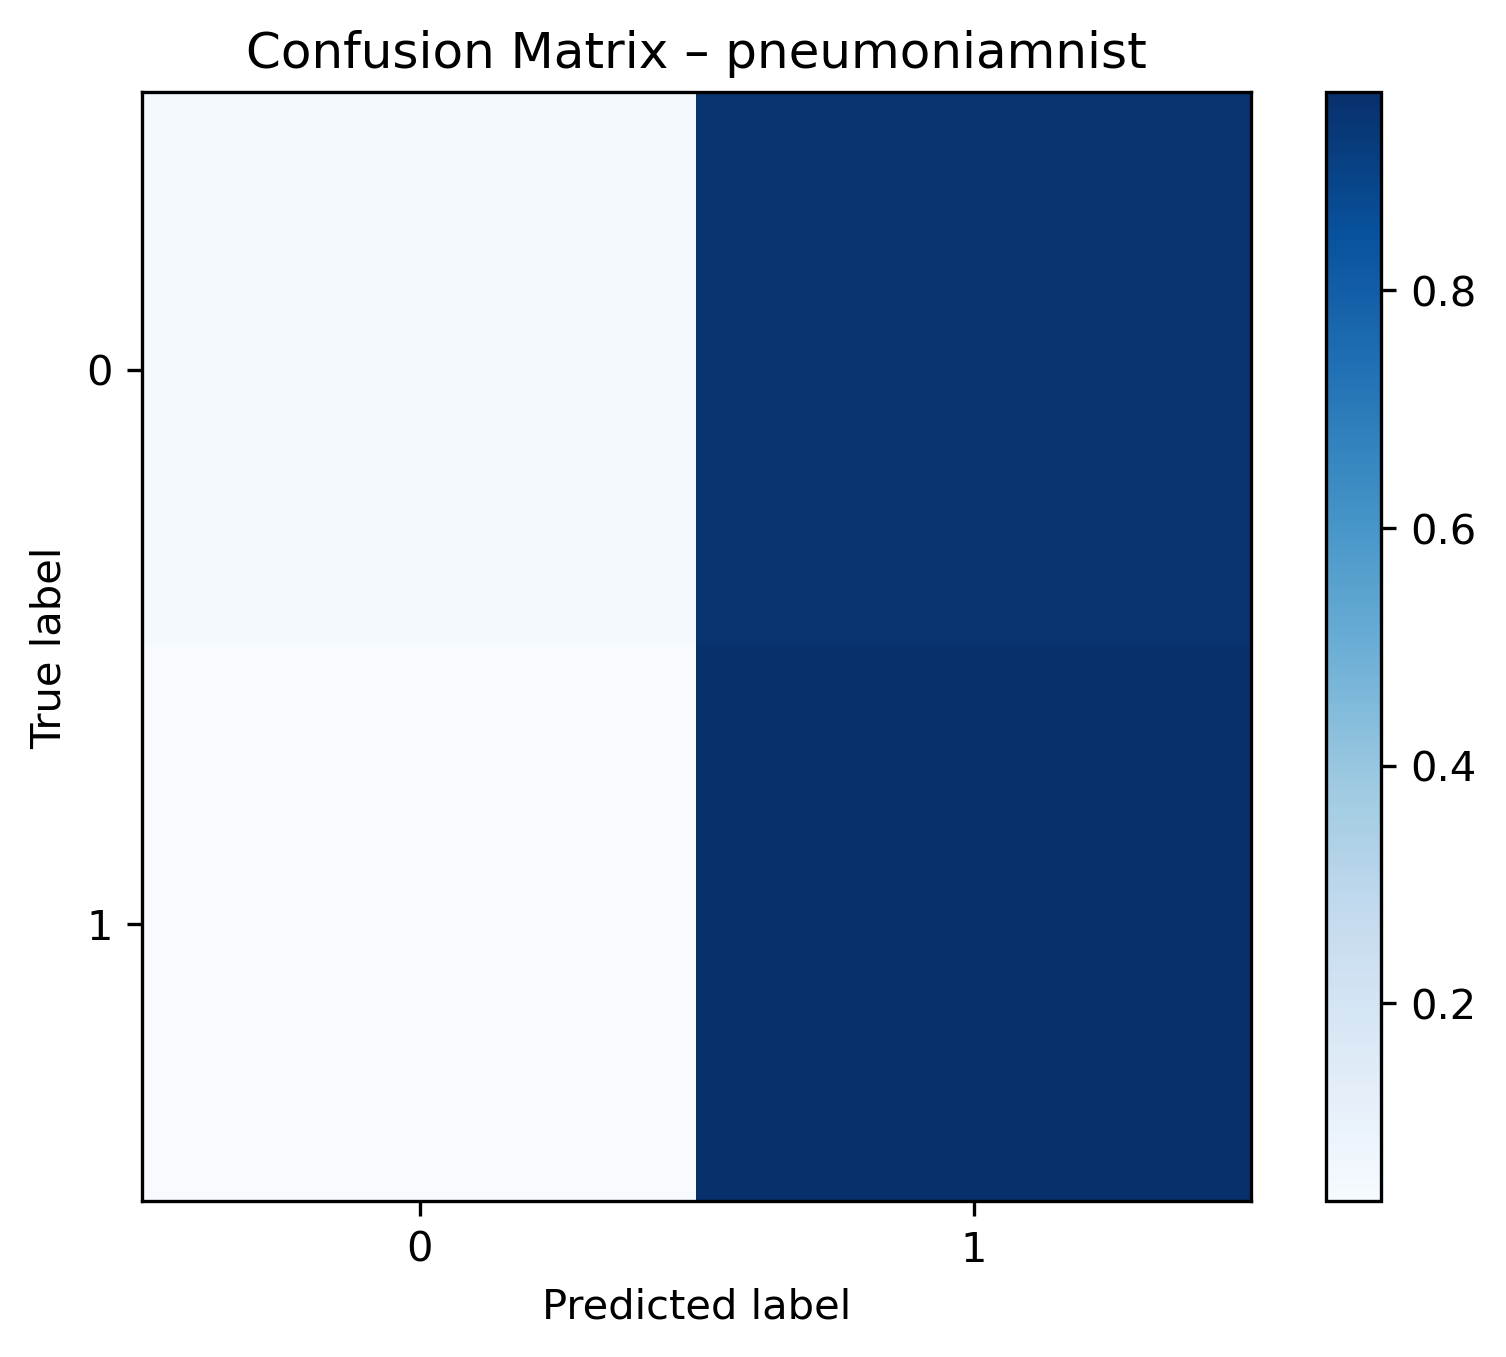 Confusion Matrix – pneumoniamnist
True label
0
1
0
1
Predicted label
0.8
0.6
0.4
0.2